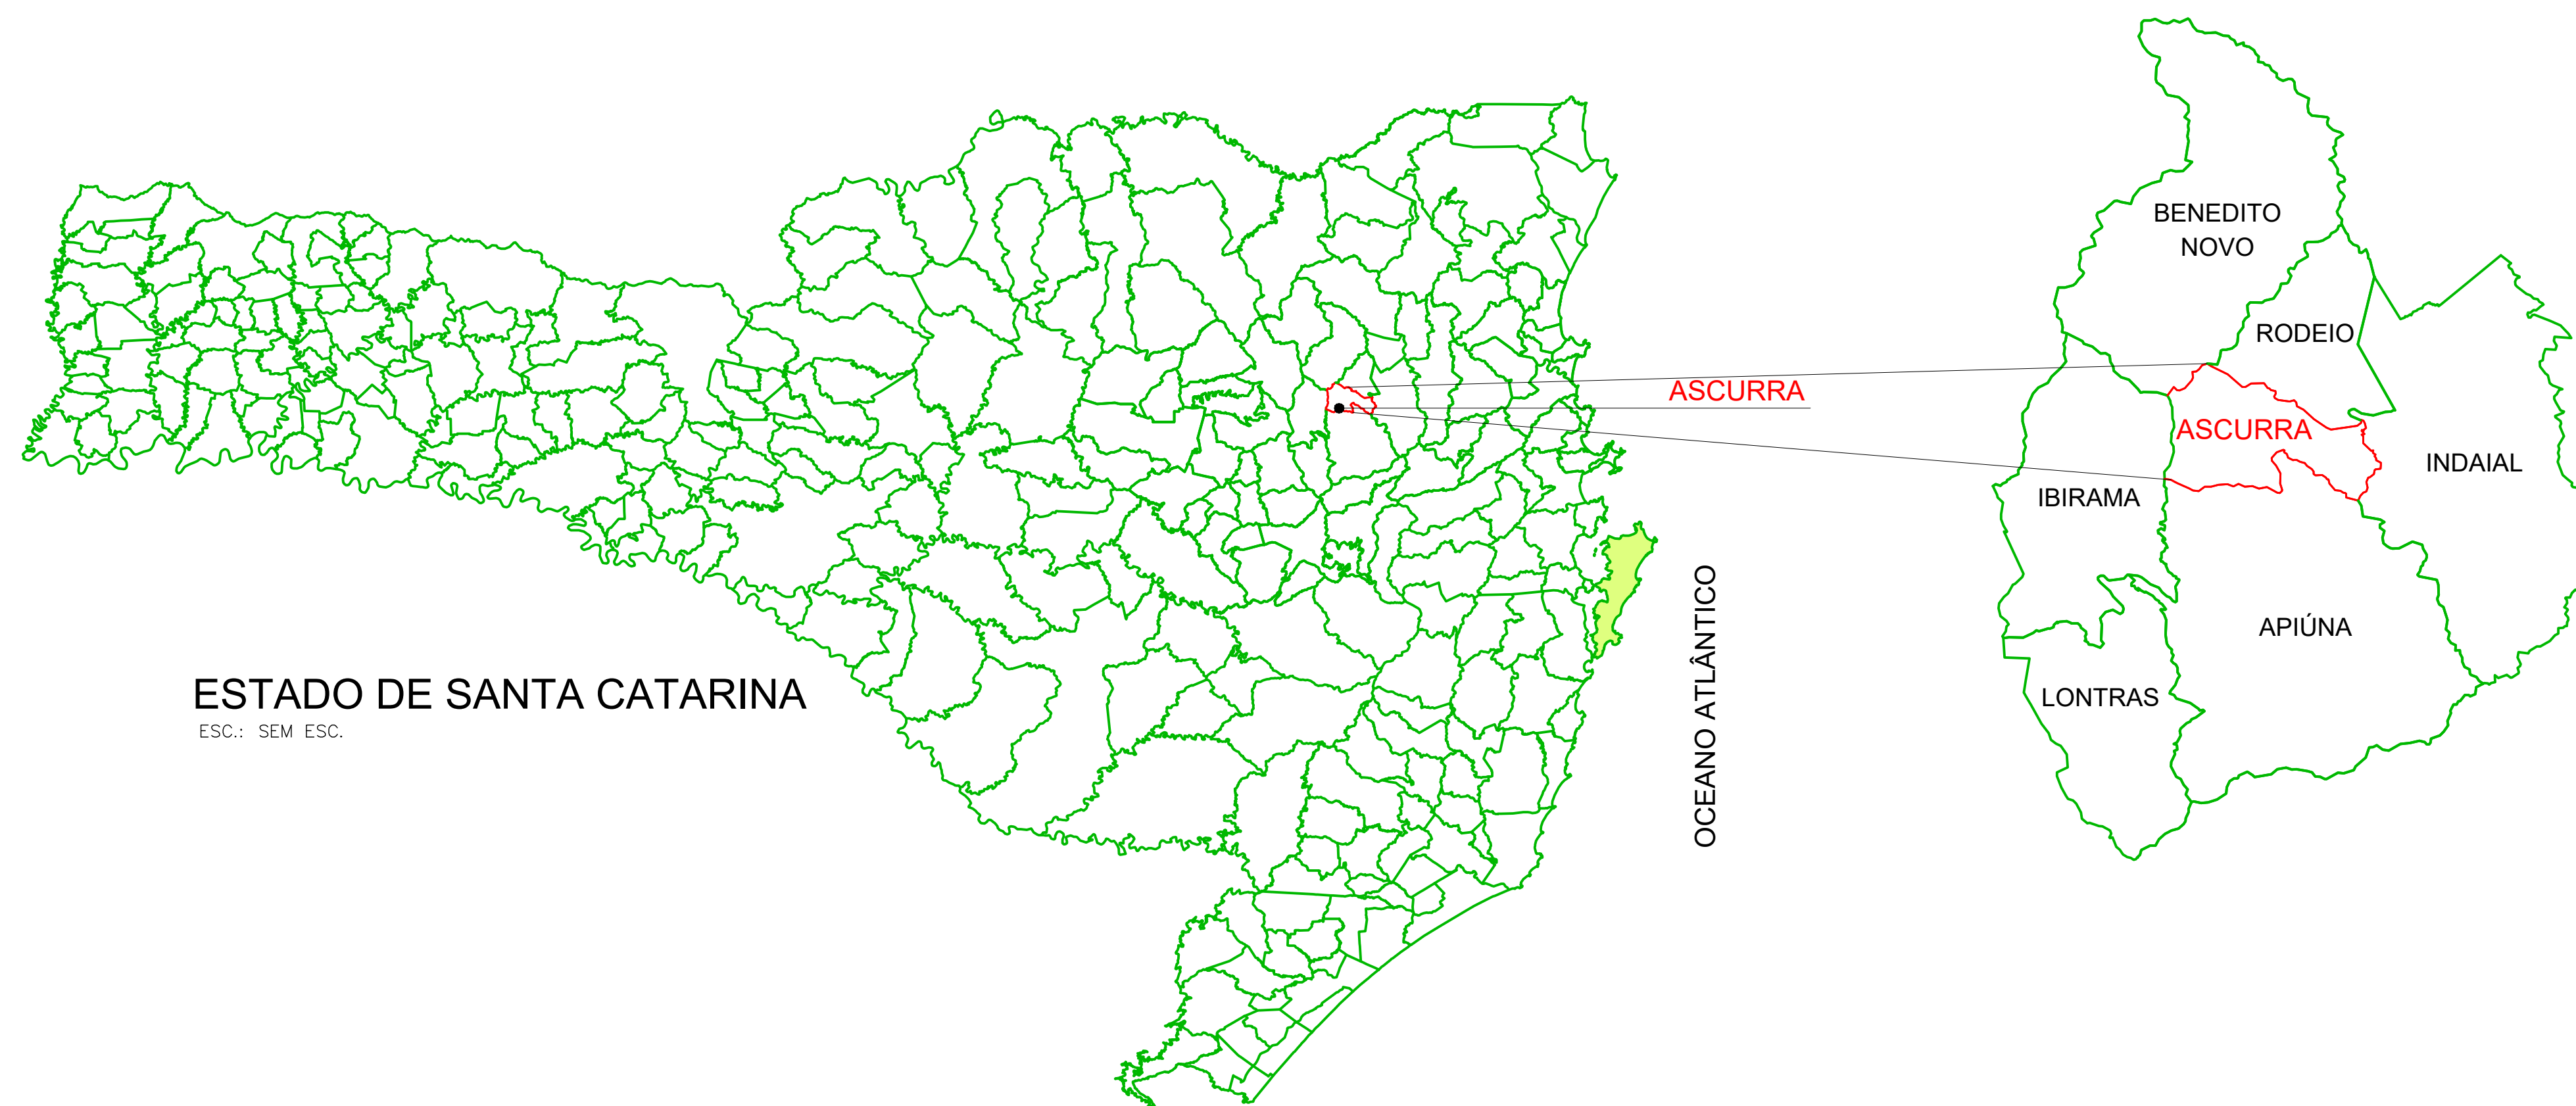 ESTADO DE SANTA CATARINA
ESC.: SEM ESC.
ASCURRA
OCEANO ATLÂNTICO
BENEDITO
NOVO
RODEIO
ASCURRA
INDAIAL
IBIRAMA
APIÚNA
LONTRAS